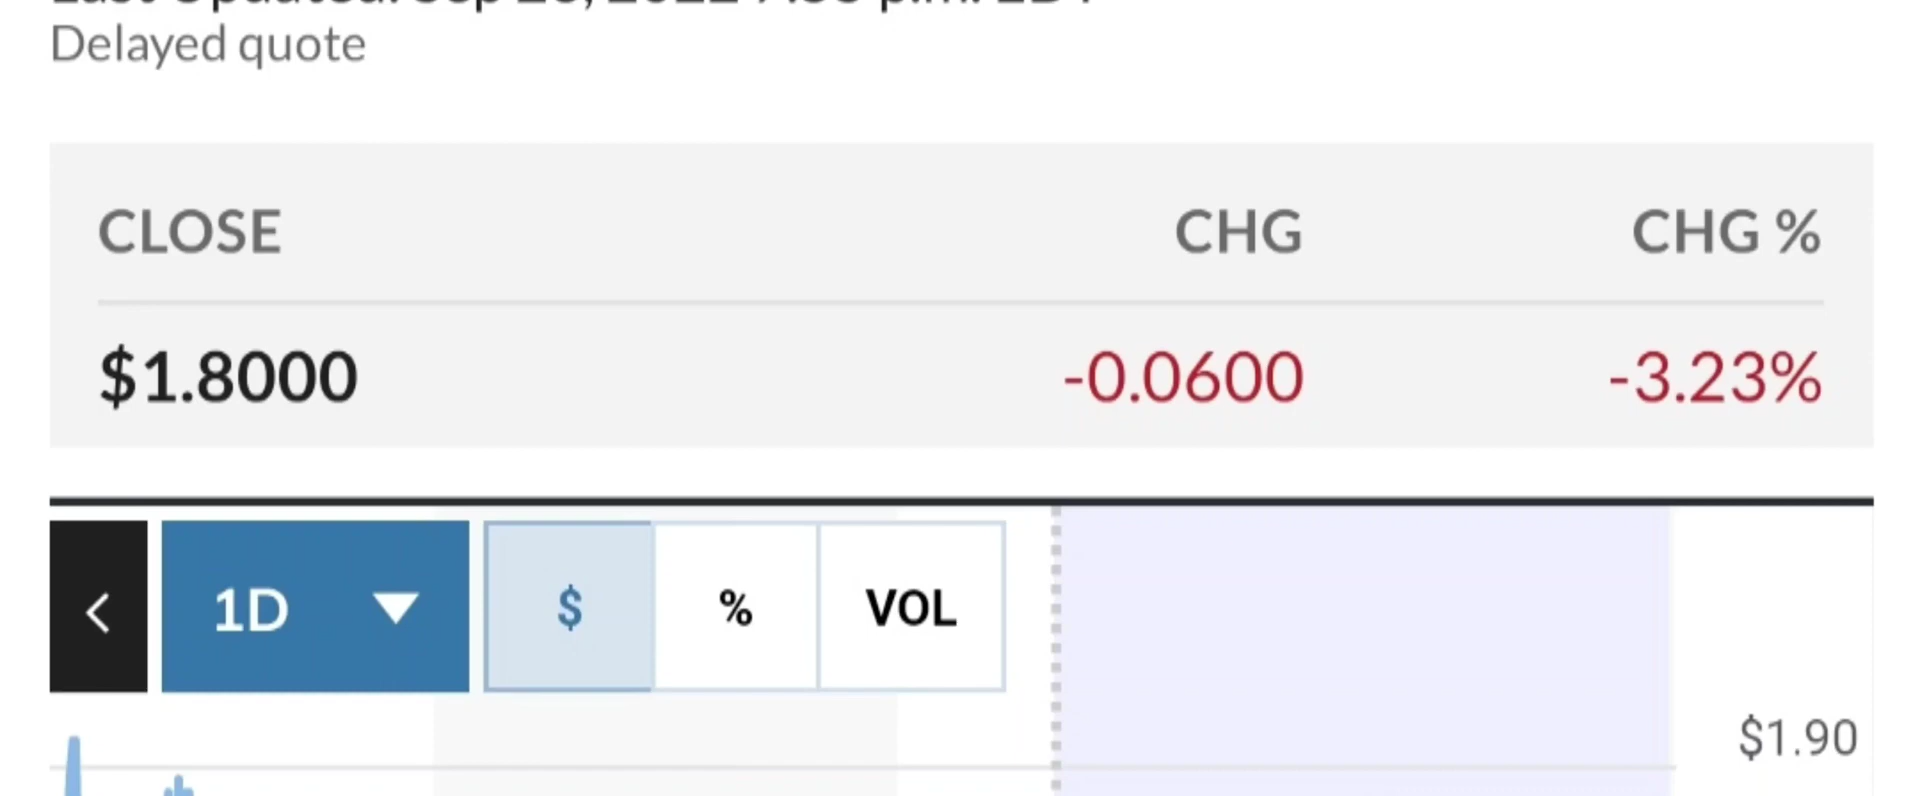 Delayed quote
CLOSE CHG CHG %
$1.8000 -0.0600 -3.23%
1D $ % VOL
$1.90